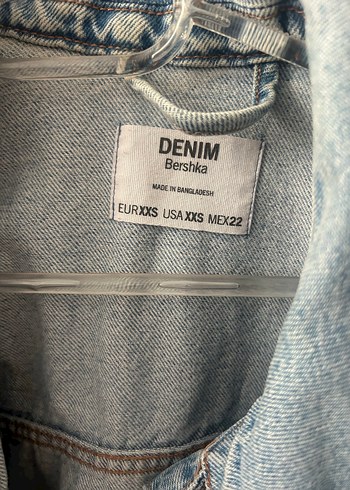 DENIM
Bershka
MADE IN BANGLADESH
EURXXS USAXXS MEX22